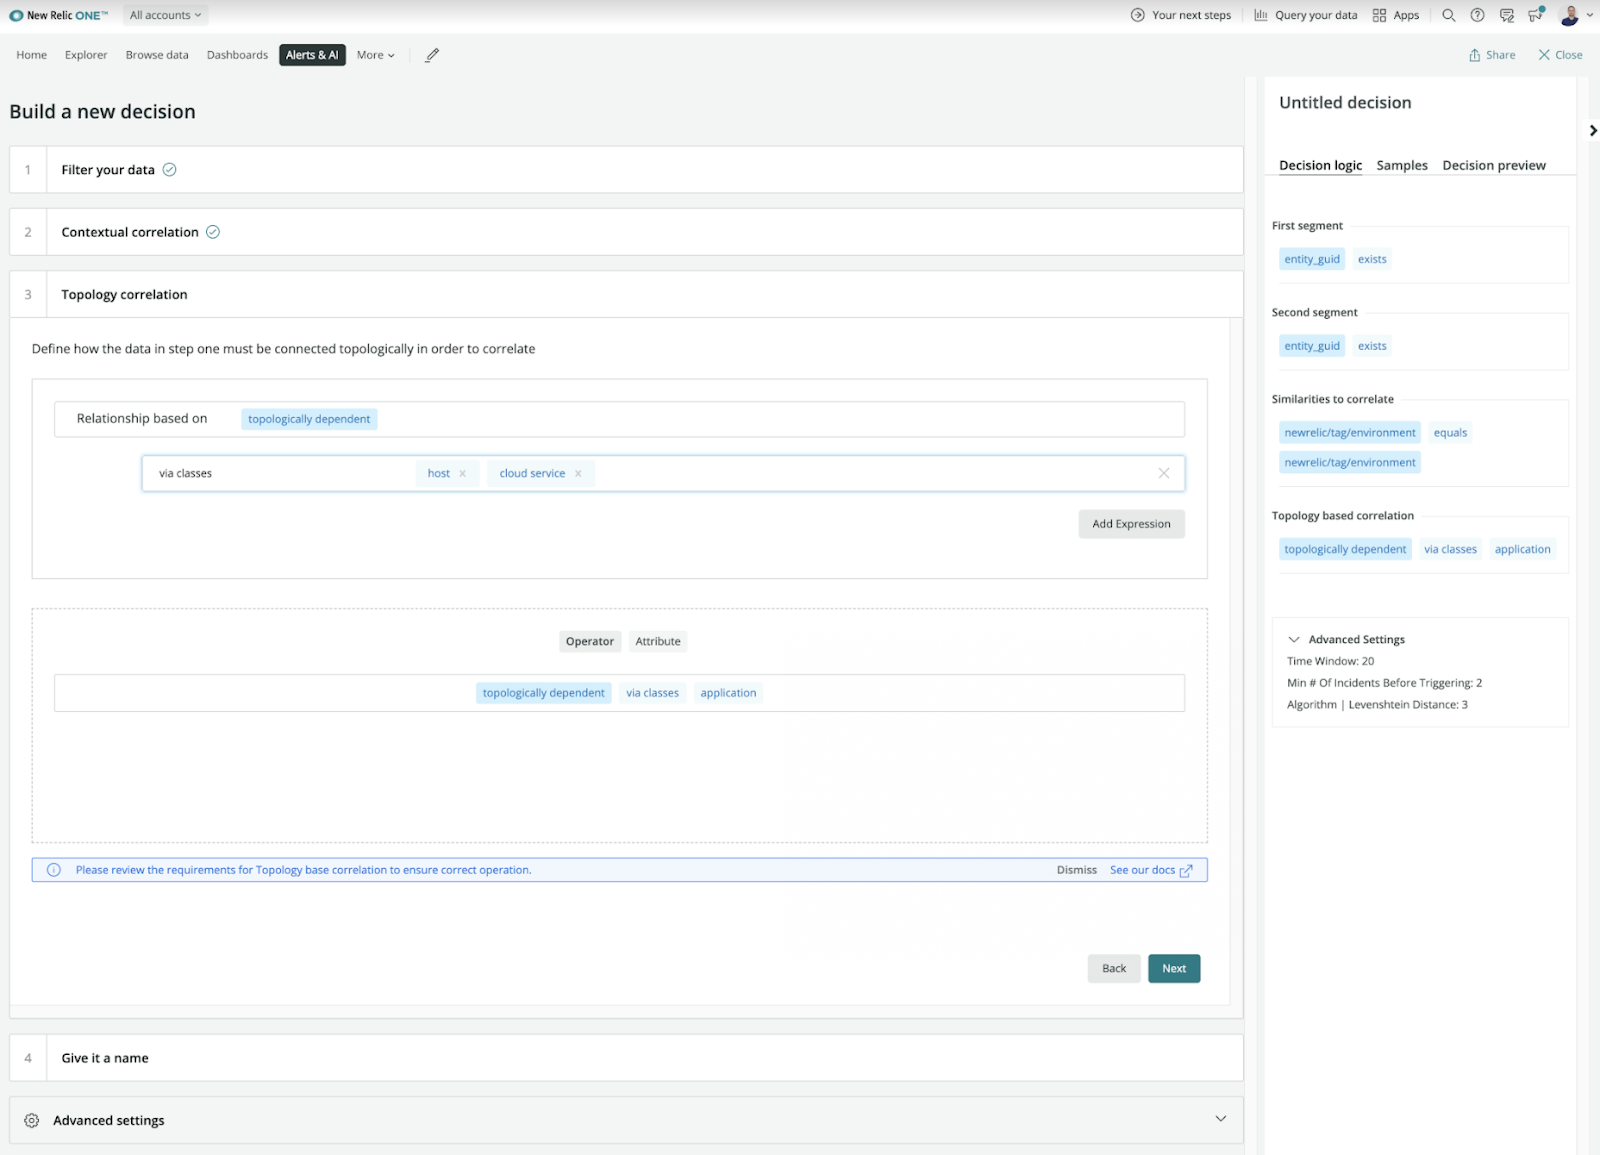 New Relic ONE™ All accounts Your next steps Query your data Apps
Home Explorer Browse data Dashboards Alerts & AI More Share Close
Build a new decision
1 Filter your data
2 Contextual correlation
3 Topology correlation
Define how the data in step one must be connected topologically in order to correlate
Relationship based on topologically dependent
via classes host × cloud service ×
Add Expression
Operator Attribute
topologically dependent via classes application
Please review the requirements for Topology base correlation to ensure correct operation. Dismiss See our docs
Back Next
4 Give it a name
Advanced settings
Untitled decision
Decision logic Samples Decision preview
First segment
entity_guid exists
Second segment
entity_guid exists
Similarities to correlate
newrelic/tag/environment equals
newrelic/tag/environment
Topology based correlation
topologically dependent via classes application
Advanced Settings
Time Window: 20
Min # Of Incidents Before Triggering: 2
Algorithm | Levenshtein Distance: 3